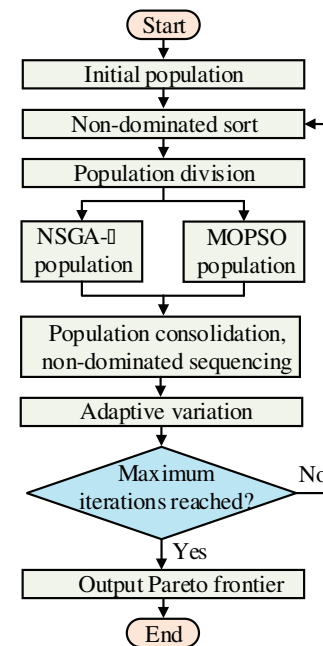 Start
Initial population
Non-dominated sort
Population division
NSGA-▯
population
MOPSO
population
Population consolidation,
non-dominated sequencing
Adaptive variation
Maximum
iterations reached?
No
Yes
Output Pareto frontier
End